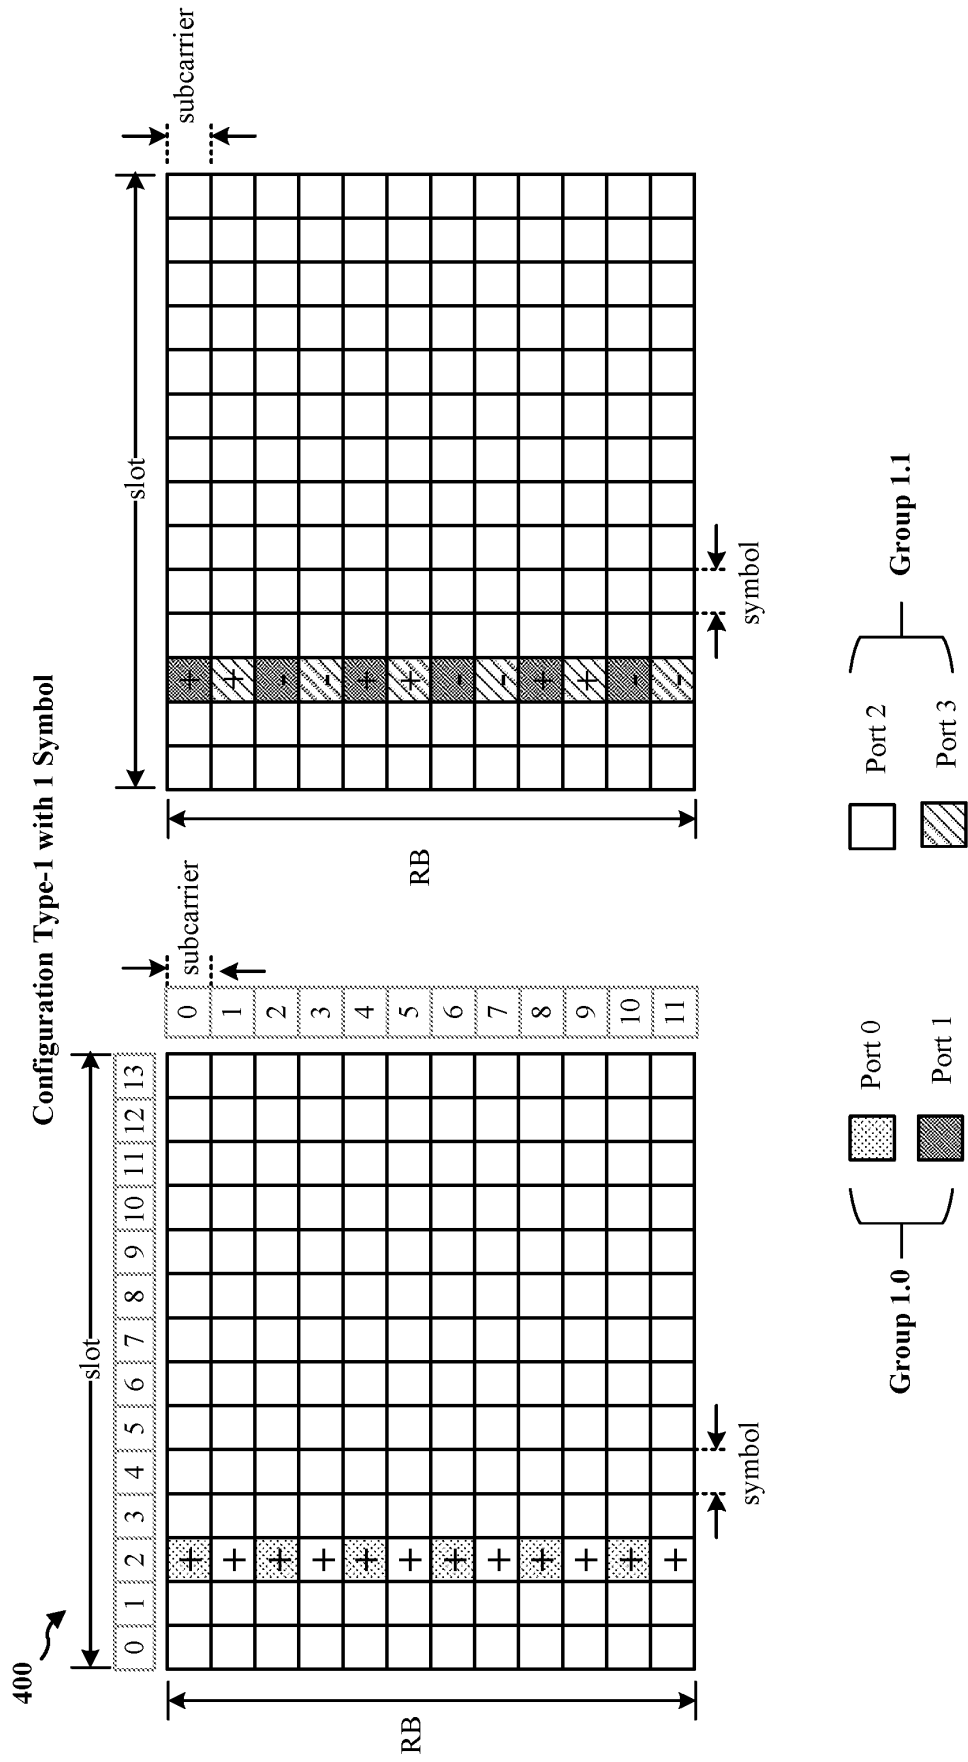 400
Configuration Type-1 with 1 Symbol
slot
0 1 2 3 4 5 6 7 8 9 10 11 12 13
subcarrier
0
1
2
3
4
5
6
7
8
9
10
11
+
+
+
+
+
+
+
+
+
+
+
+
RB
symbol
slot
subcarrier
+
+
-
-
+
+
-
-
+
+
-
-
RB
symbol
Group 1.0
Port 0
Port 1
Port 2
Port 3
Group 1.1